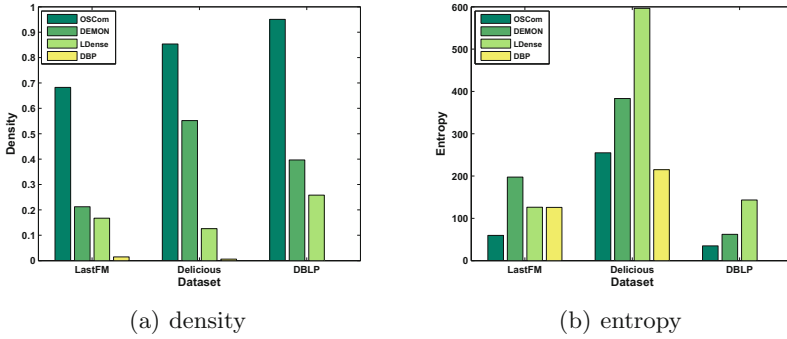 OSCom
DEMON
LDense
DBP
1
0.9
0.8
0.7
0.6
0.5
0.4
0.3
0.2
0.1
0
Density
LastFM
Delicious
DBLP
Dataset
(a) density
OSCom
DEMON
LDense
DBP
600
500
400
300
200
100
0
Entropy
LastFM
Delicious
DBLP
Dataset
(b) entropy